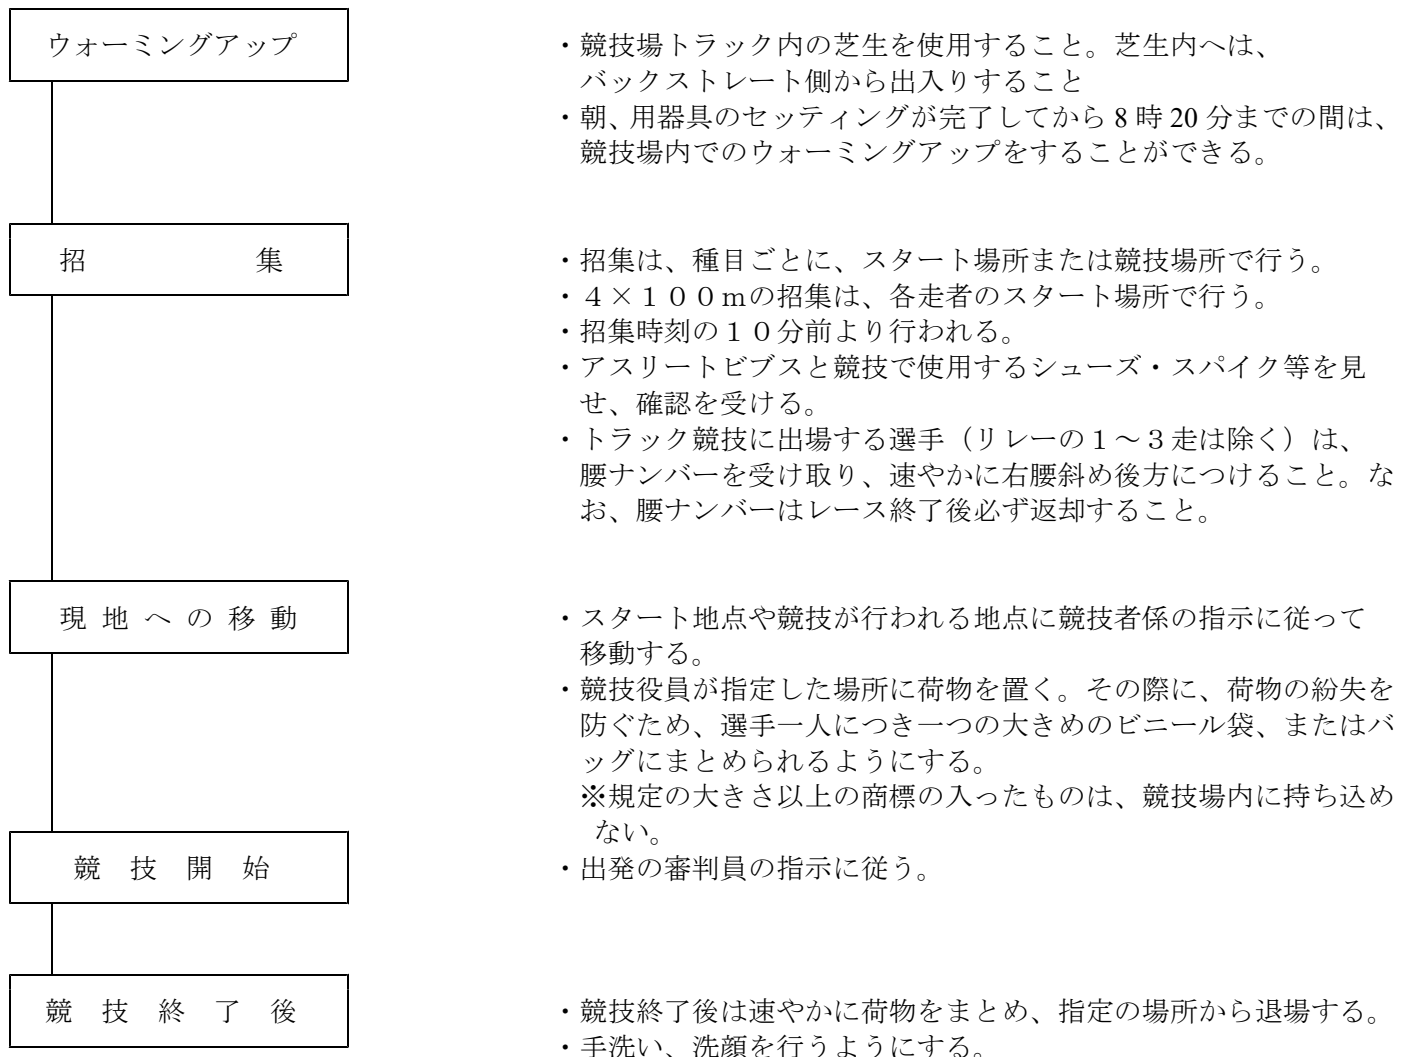 ウォーミングアップ
・競技場トラック内の芝生を使用すること。芝生内へは、
バックストレート側から出入りすること
・朝、用器具のセッティングが完了してから 8 時 20 分までの間は、
競技場内でのウォーミングアップをすることができる。
招　　　集
・招集は、種目ごとに、スタート場所または競技場所で行う。
・４×１００ｍの招集は、各走者のスタート場所で行う。
・招集時刻の１０分前より行われる。
・アスリートビブスと競技で使用するシューズ・スパイク等を見
せ、確認を受ける。
・トラック競技に出場する選手（リレーの１～３走は除く）は、
腰ナンバーを受け取り、速やかに右腰斜め後方につけること。な
お、腰ナンバーはレース終了後必ず返却すること。
現 地 へ の 移 動
・スタート地点や競技が行われる地点に競技者係の指示に従って
移動する。
・競技役員が指定した場所に荷物を置く。その際に、荷物の紛失を
防ぐため、選手一人につき一つの大きめのビニール袋、またはバ
ッグにまとめられるようにする。
※規定の大きさ以上の商標の入ったものは、競技場内に持ち込め
ない。
競　技　開　始
・出発の審判員の指示に従う。
競　技　終　了　後
・競技終了後は速やかに荷物をまとめ、指定の場所から退場する。
・手洗い、洗顔を行うようにする。